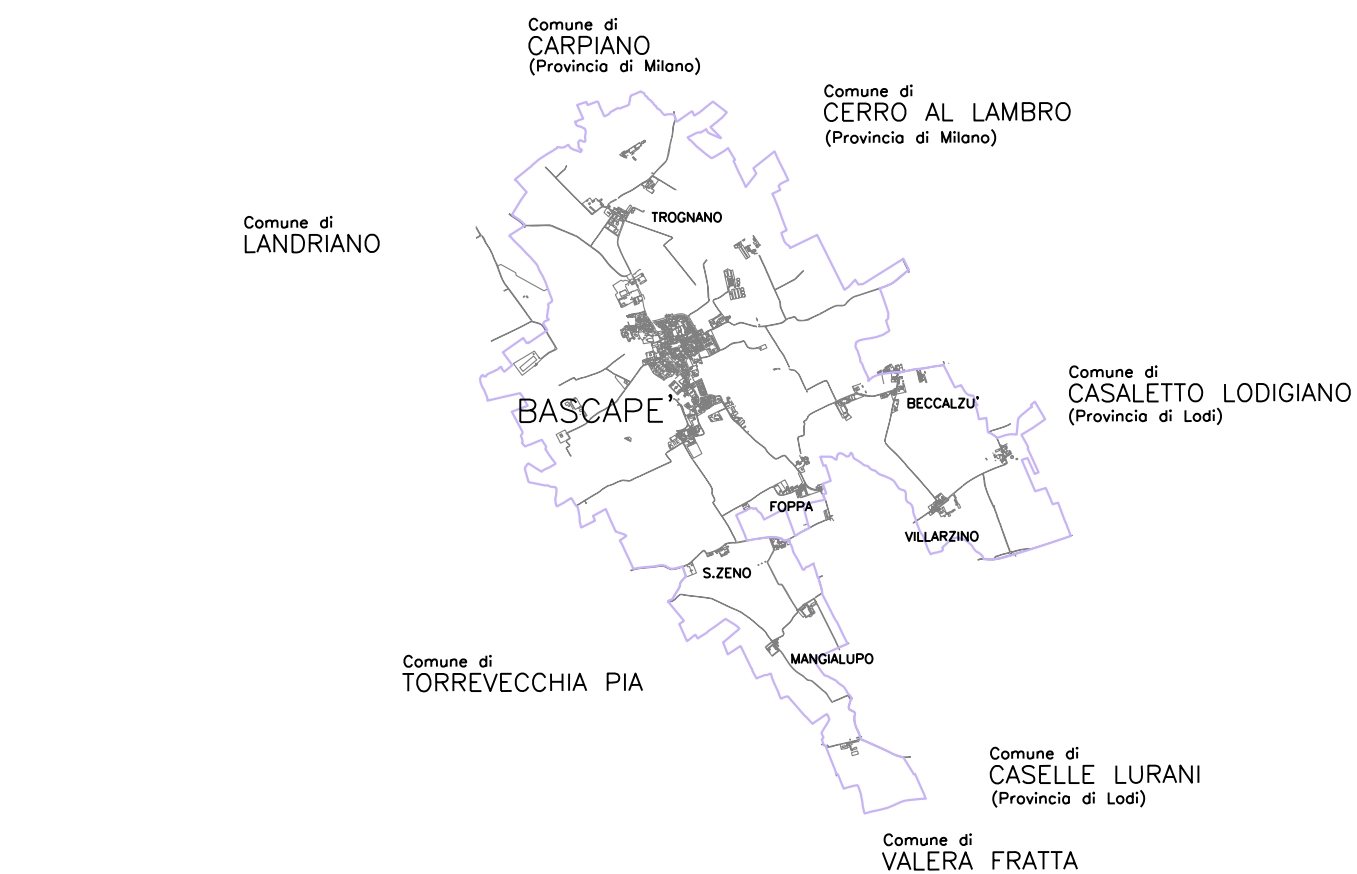 Comune di
CARPIANO
(Provincia di Milano)
Comune di
CERRO AL LAMBRO
(Provincia di Milano)
Comune di
LANDRIANO
TROGNANO
Comune di
CASALETTO LODIGIANO
(Provincia di Lodi)
BECCALZU'
BASCAPE'
FOPPA
VILLARZINO
S.ZENO
MANGIALUPO
Comune di
TORREVECCHIA PIA
Comune di
CASELLE LURANI
(Provincia di Lodi)
Comune di
VALERA FRATTA